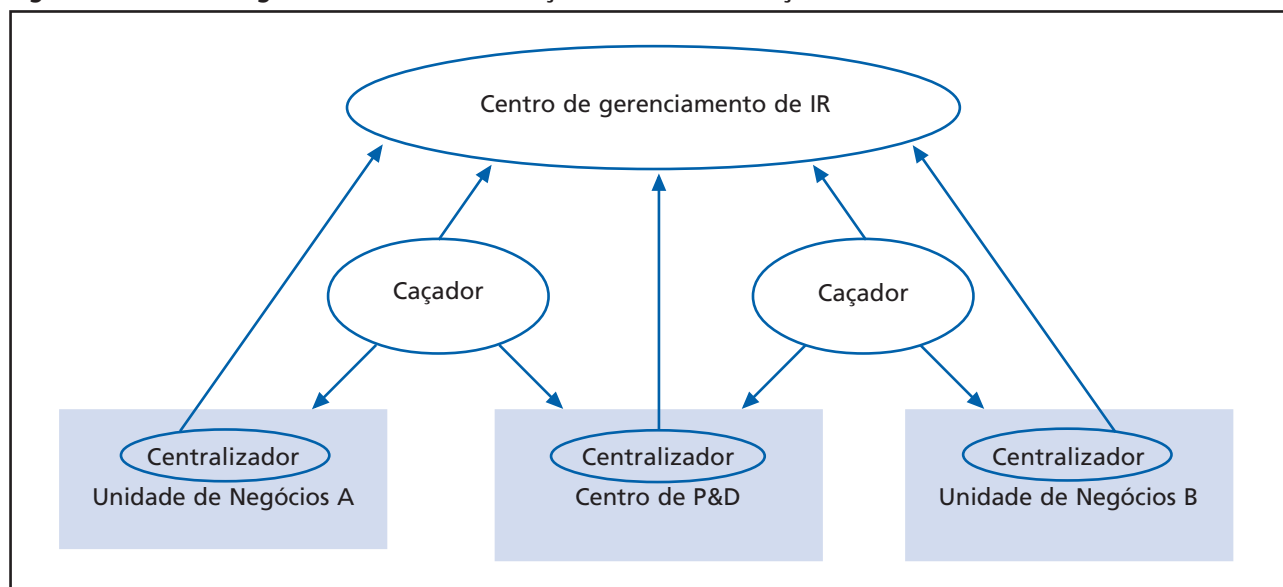 Centro de gerenciamento de IR
Caçador
Caçador
Centralizador
Unidade de Negócios A
Centralizador
Centro de P&D
Centralizador
Unidade de Negócios B